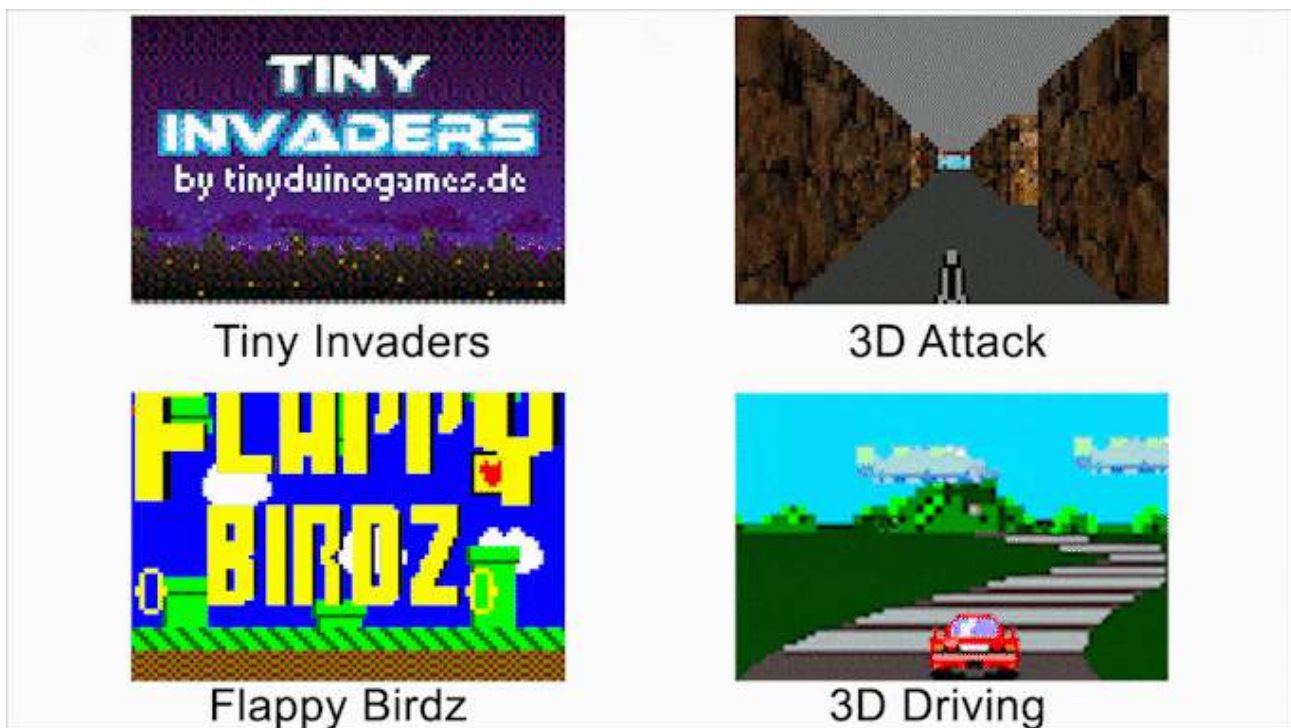 TINY
INVADERS
by tinyduinogames.de
Tiny Invaders
3D Attack
FLAPPY
BIRDZ
Flappy Birdz
3D Driving